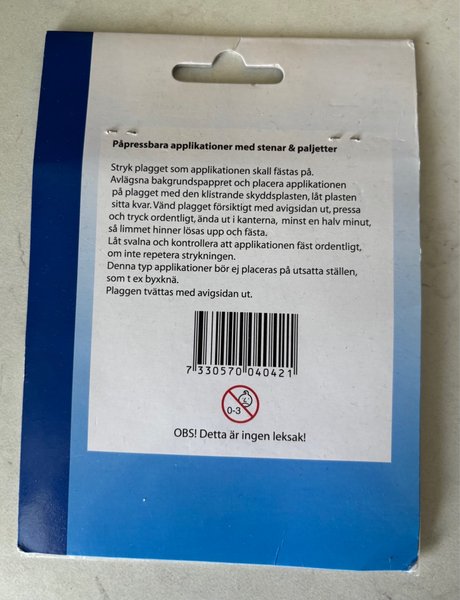 Påpressbara applikationer med stenar & paljetter
Stryk plagget som applikationen skall fästas på.
Avlägsna bakgrundspappret och placera applikationen
på plagget med den klistrande skyddsplasten, låt plasten
sitta kvar. Vänd plagget försiktigt med avigsidan ut, pressa
och tryck ordentligt, ända ut i kanterna, minst en halv minut,
så limmet hinner lösas upp och fästa.
Låt svalna och kontrollera att applikationen fäst ordentligt,
om inte repetera strykningen.
Denna typ applikationer bör ej placeras på utsatta ställen,
som t ex byxknä.
Plaggen tvättas med avigsidan ut.
7 330570 040421
0-3
OBS! Detta är ingen leksak!